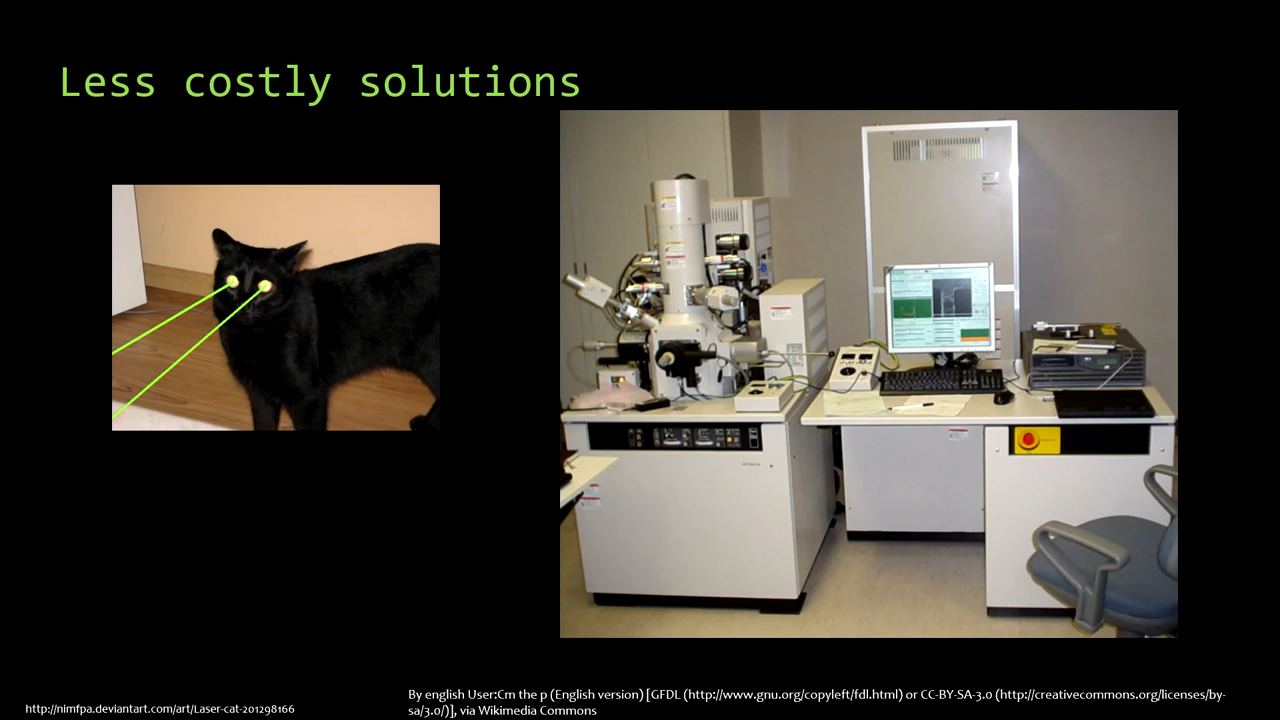 Less costly solutions
http://nimfpa.deviantart.com/art/Laser-cat-201298166
By english User:Cm the p (English version) [GFDL (http://www.gnu.org/copyleft/fdl.html) or CC-BY-SA-3.0 (http://creativecommons.org/licenses/by-
sa/3.0/)], via Wikimedia Commons